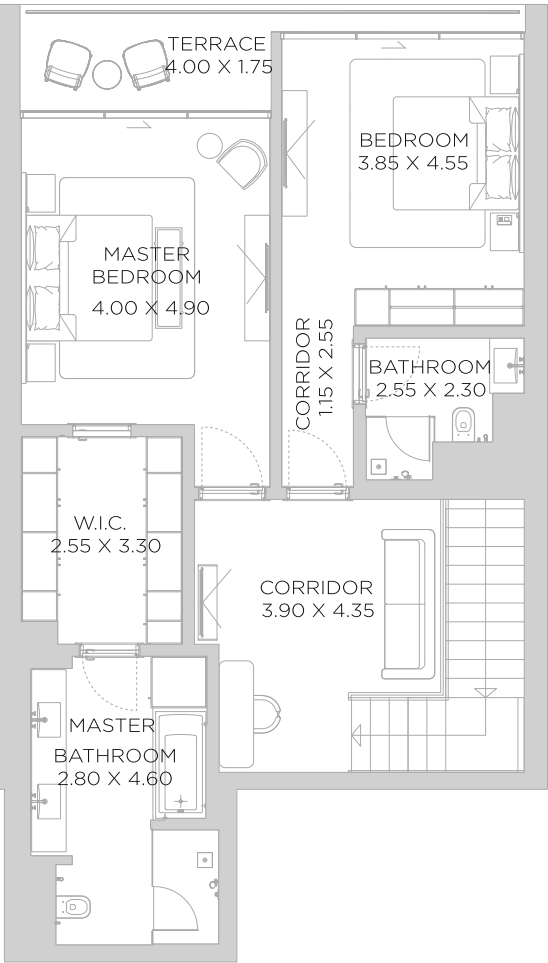 TERRACE
4.00 X 1.75
BEDROOM
3.85 X 4.55
MASTER
BEDROOM
4.00 X 4.90
CORRIDOR
1.15 X 2.55
BATHROOM
2.55 X 2.30
W.I.C.
2.55 X 3.30
CORRIDOR
3.90 X 4.35
MASTER
BATHROOM
2.80 X 4.60